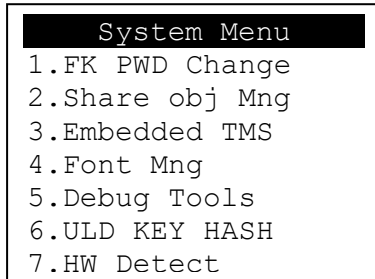 System Menu
1.FK PWD Change
2.Share obj Mng
3.Embedded TMS
4.Font Mng
5.Debug Tools
6.ULD KEY HASH
7.HW Detect